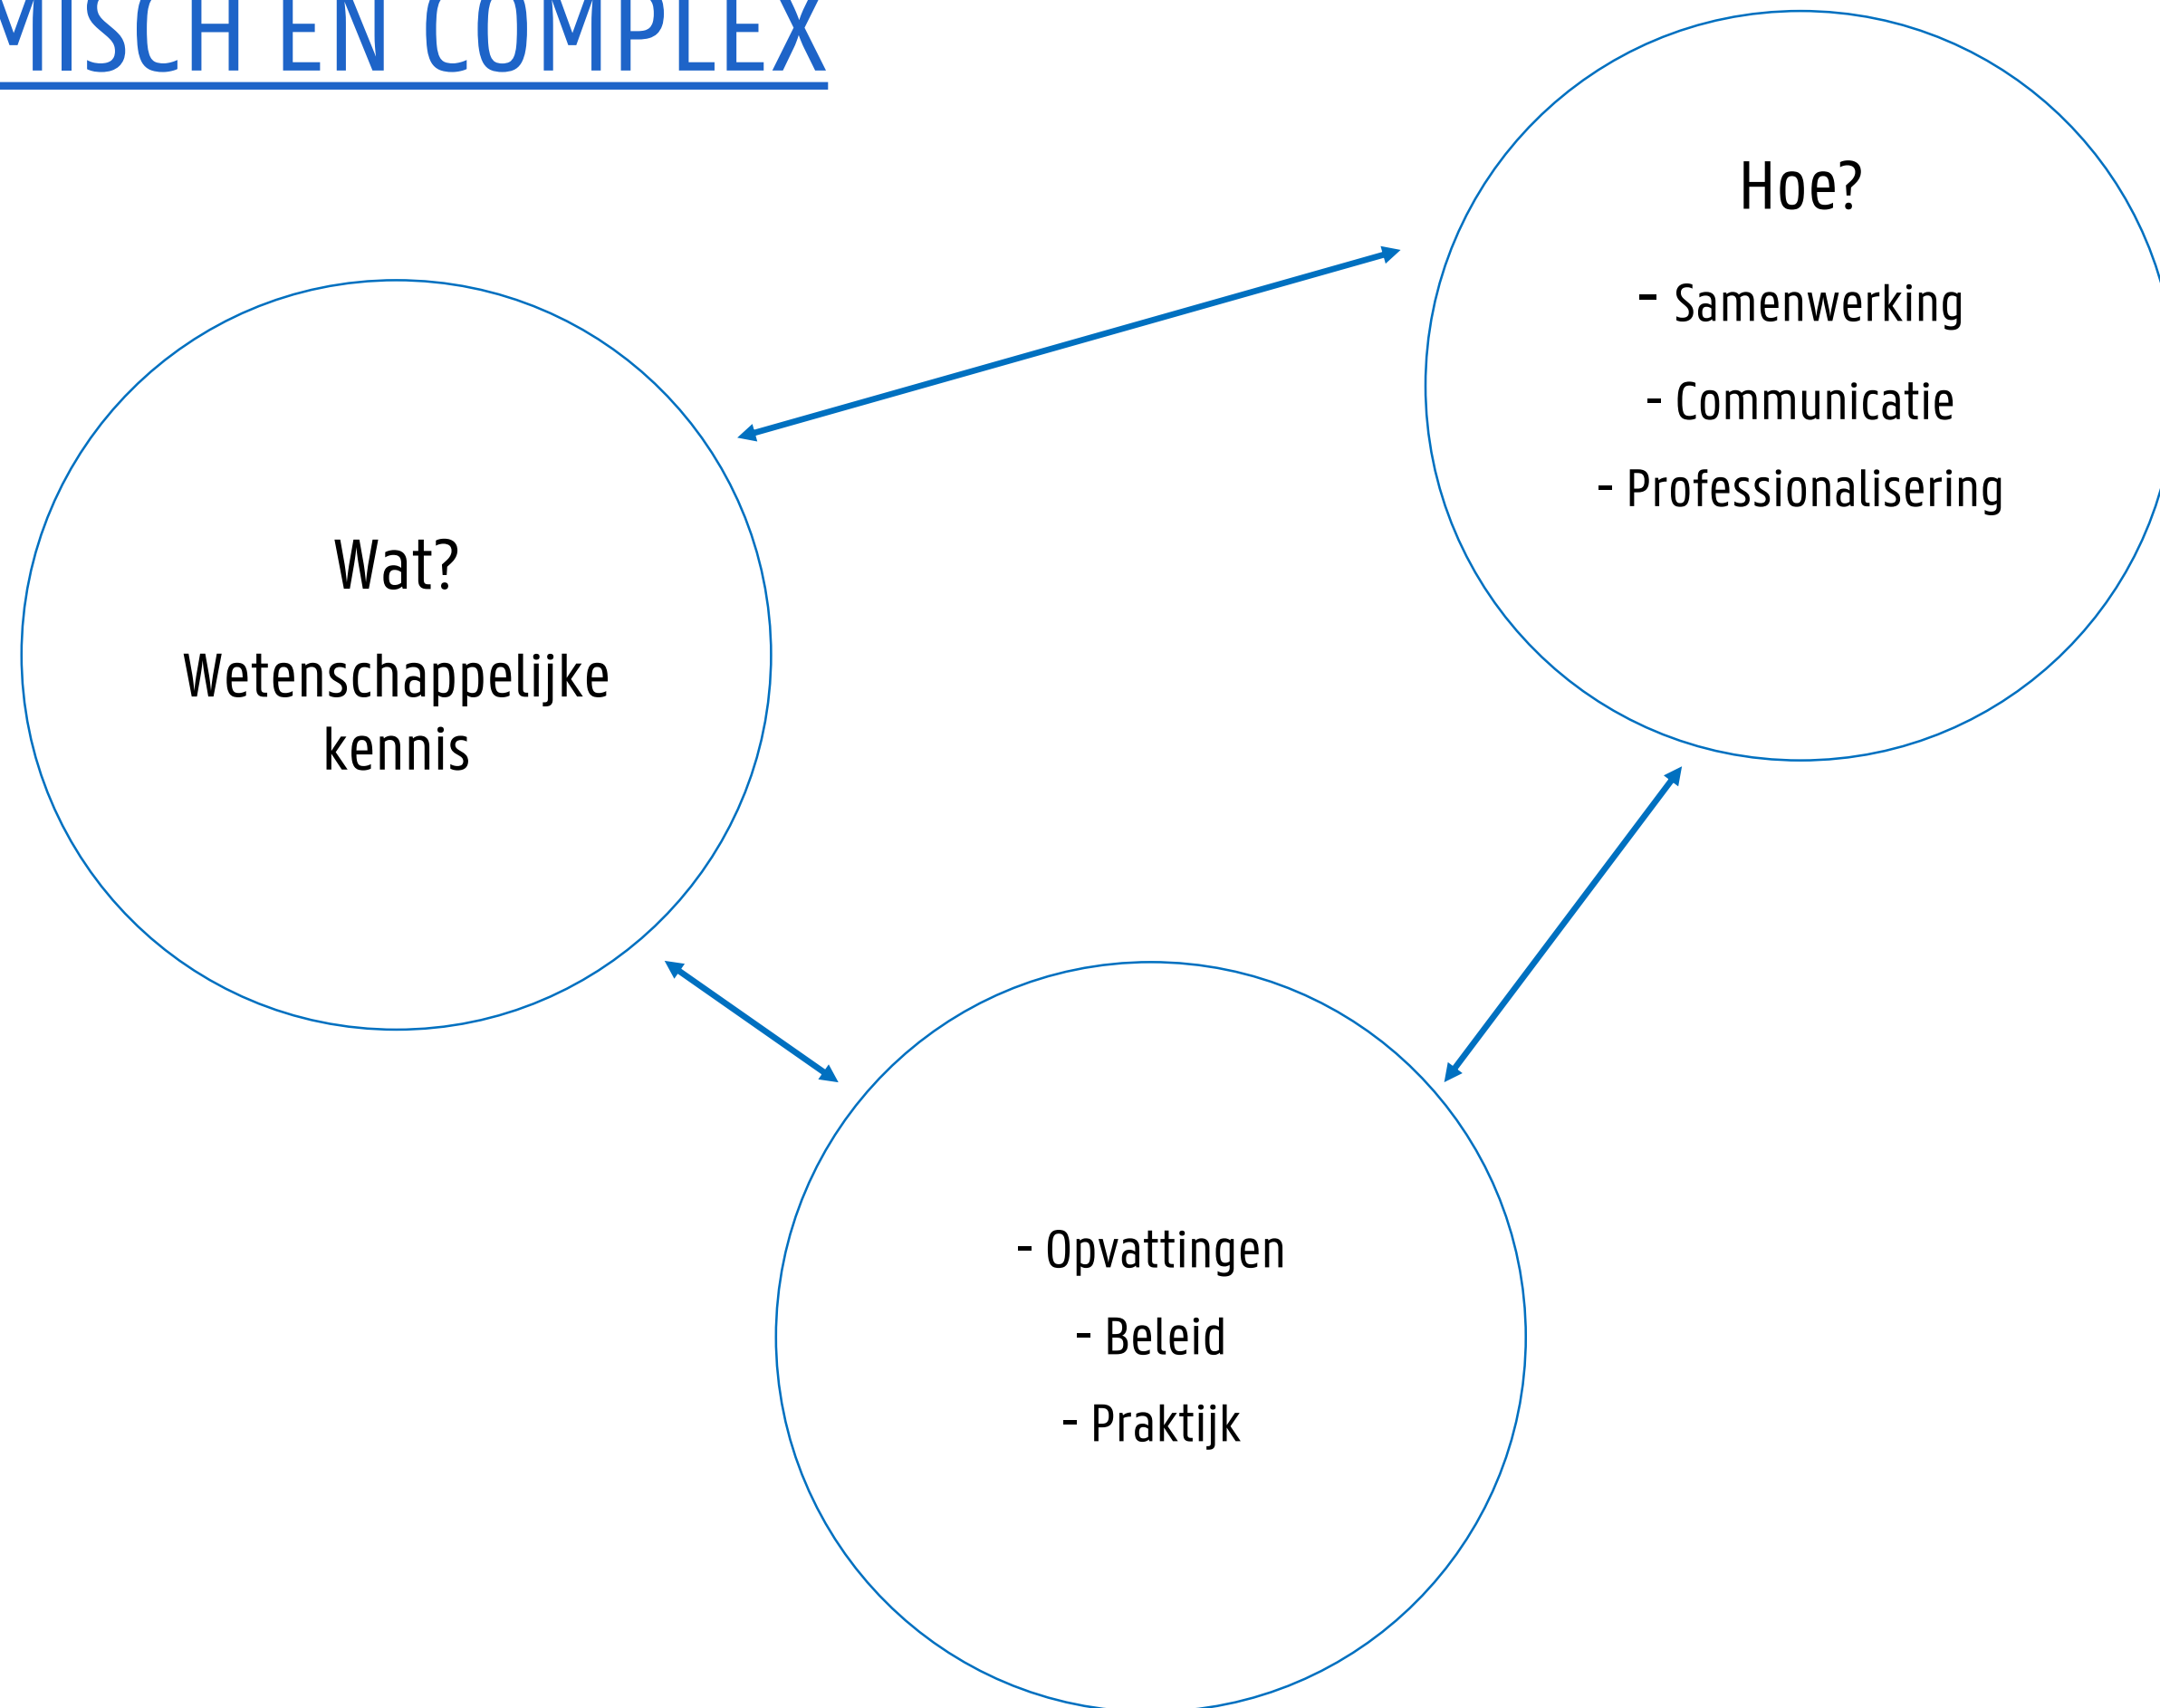 MISCH EN COMPLEX
Hoe?
- Samenwerking
- Communicatie
- Professionalisering
Wat?
Wetenschappelijke
kennis
- Opvattingen
- Beleid
- Praktijk